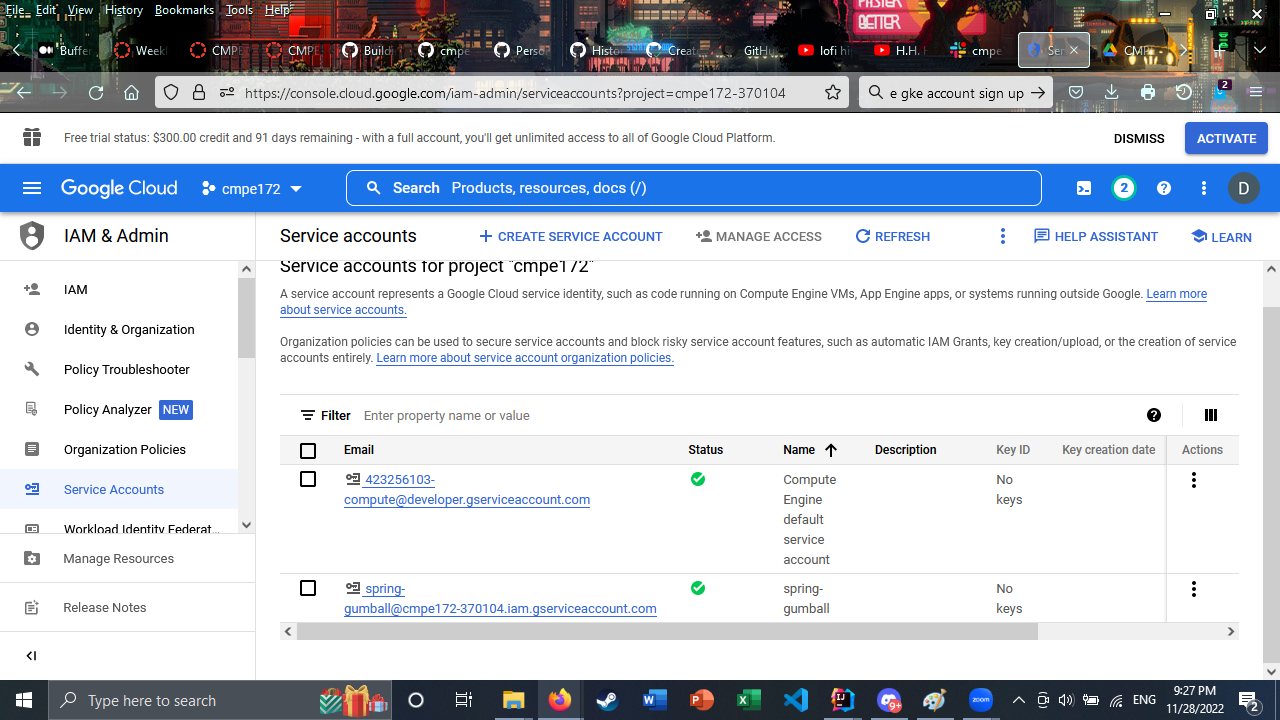 File Edit View History Bookmarks Tools Help
MASTER
BETTER
Buffer
Week
CMPE
CMPE
Build
cmpe
Perso
Histo
Creat
GitHu
lofi hi
H.H. H
cmpe
Ser
CMP
https://console.cloud.google.com/iam-admin/serviceaccounts?project=cmpe172-370104
e gke account sign up
2
Free trial status: $300.00 credit and 91 days remaining - with a full account, you'll get unlimited access to all of Google Cloud Platform.
DISMISS
ACTIVATE
Google Cloud
cmpe172
Search Products, resources, docs (/)
2
D
IAM & Admin
Service accounts
CREATE SERVICE ACCOUNT
MANAGE ACCESS
REFRESH
HELP ASSISTANT
LEARN
IAM
Identity & Organization
Policy Troubleshooter
Policy Analyzer NEW
Organization Policies
Service Accounts
Workload Identity Federat...
Manage Resources
Release Notes
Service accounts for project "cmpe172"
A service account represents a Google Cloud service identity, such as code running on Compute Engine VMs, App Engine apps, or systems running outside Google. Learn more
about service accounts.
Organization policies can be used to secure service accounts and block risky service account features, such as automatic IAM Grants, key creation/upload, or the creation of service
accounts entirely. Learn more about service account organization policies.
Filter Enter property name or value
Email Status Name Description Key ID Key creation date Actions
423256103-
compute@developer.gserviceaccount.com
Compute
Engine
default
service
account
No
keys
spring-
gumball@cmpe172-370104.iam.gserviceaccount.com
spring-
gumball
No
keys
Type here to search
9+
zoom
ENG
9:27 PM
11/28/2022
2